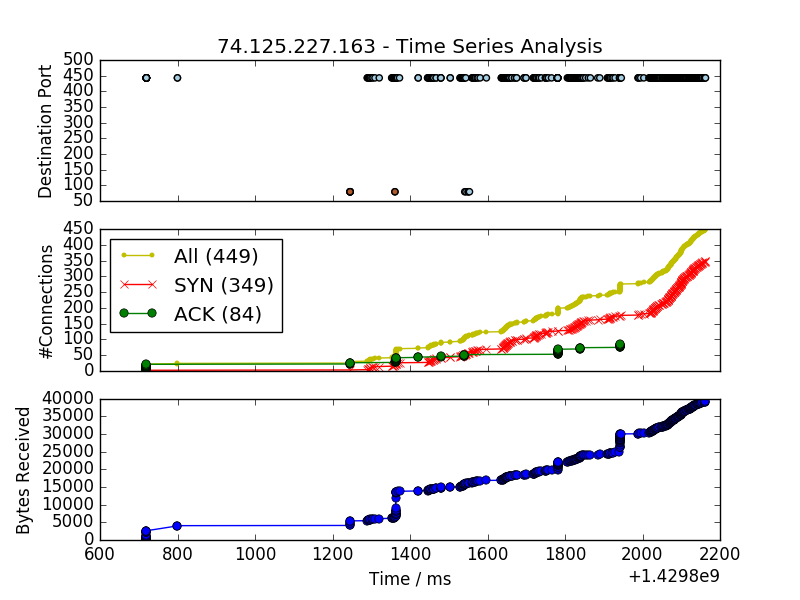 74.125.227.163 - Time Series Analysis
Destination Port
500
450
400
350
300
250
200
150
100
50
#Connections
450
400
350
300
250
200
150
100
50
0
All (449)
SYN (349)
ACK (84)
Bytes Received
40000
35000
30000
25000
20000
15000
10000
5000
0
600 800 1000 1200 1400 1600 1800 2000 2200
Time / ms
+1.4298e9